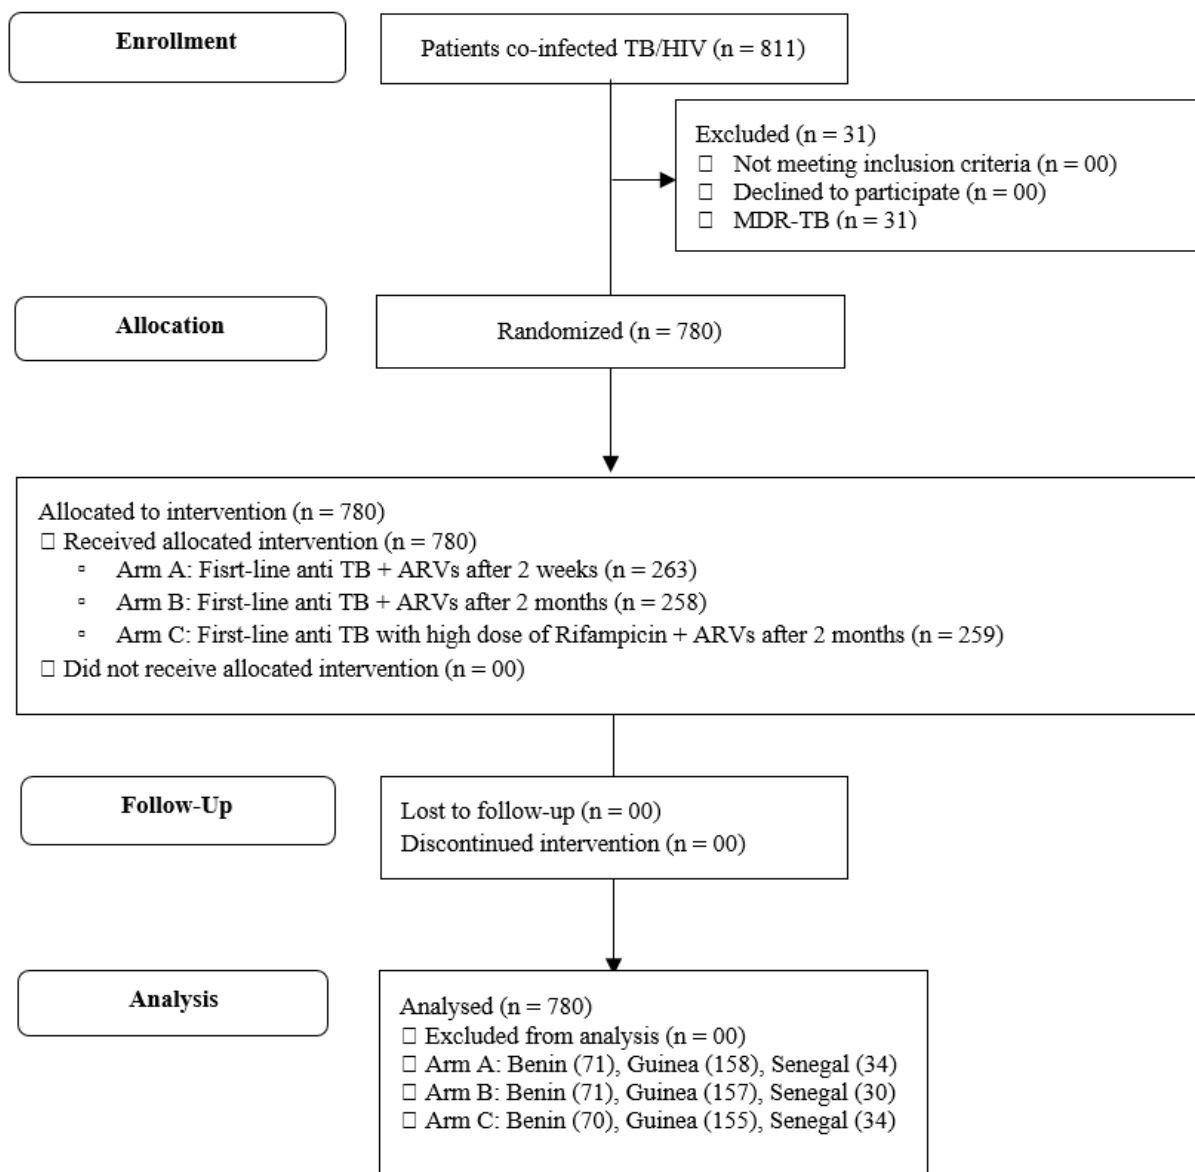 Enrollment
Patients co-infected TB/HIV (n = 811)
Excluded (n = 31)
□ Not meeting inclusion criteria (n = 00)
□ Declined to participate (n = 00)
□ MDR-TB (n = 31)
Allocation
Randomized (n = 780)
Allocated to intervention (n = 780)
□ Received allocated intervention (n = 780)
▫ Arm A: Fisrt-line anti TB + ARVs after 2 weeks (n = 263)
▫ Arm B: First-line anti TB + ARVs after 2 months (n = 258)
▫ Arm C: First-line anti TB with high dose of Rifampicin + ARVs after 2 months (n = 259)
□ Did not receive allocated intervention (n = 00)
Follow-Up
Lost to follow-up (n = 00)
Discontinued intervention (n = 00)
Analysis
Analysed (n = 780)
□ Excluded from analysis (n = 00)
□ Arm A: Benin (71), Guinea (158), Senegal (34)
□ Arm B: Benin (71), Guinea (157), Senegal (30)
□ Arm C: Benin (70), Guinea (155), Senegal (34)